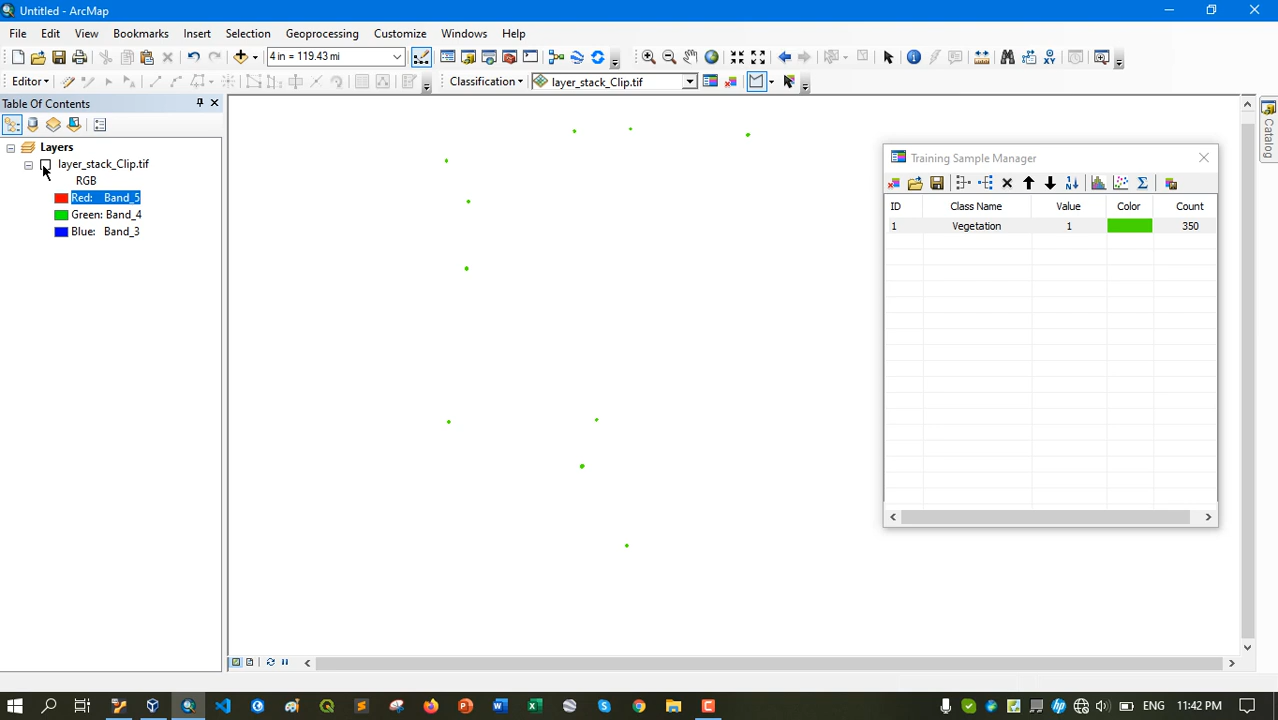 Untitled - ArcMap
File Edit View Bookmarks Insert Selection Geoprocessing Customize Windows Help
4 in = 119.43 mi
Editor Classification layer_stack_Clip.tif
Table Of Contents
Layers
layer_stack_Clip.tif
RGB
Red: Band_5
Green: Band_4
Blue: Band_3
Training Sample Manager
ID Class Name Value Color Count
1 Vegetation 1 350
Catalog
ENG 11:42 PM